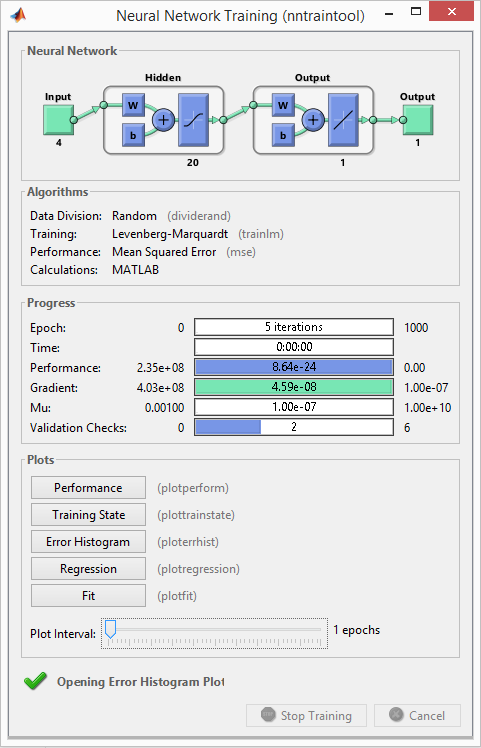 Neural Network Training (nntraintool)
Neural Network
Hidden Output
Input Output
W W
b b
+ +
4 20 1 1
Algorithms
Data Division: Random (dividerand)
Training: Levenberg-Marquardt (trainlm)
Performance: Mean Squared Error (mse)
Calculations: MATLAB
Progress
Epoch: 0 5 iterations 1000
Time: 0:00:00
Performance: 2.35e+08 8.64e-24 0.00
Gradient: 4.03e+08 4.59e-08 1.00e-07
Mu: 0.00100 1.00e-07 1.00e+10
Validation Checks: 0 2 6
Plots
Performance (plotperform)
Training State (plottrainstate)
Error Histogram (ploterrhist)
Regression (plotregression)
Fit (plotfit)
Plot Interval: 1 epochs
Opening Error Histogram Plot
Stop Training Cancel